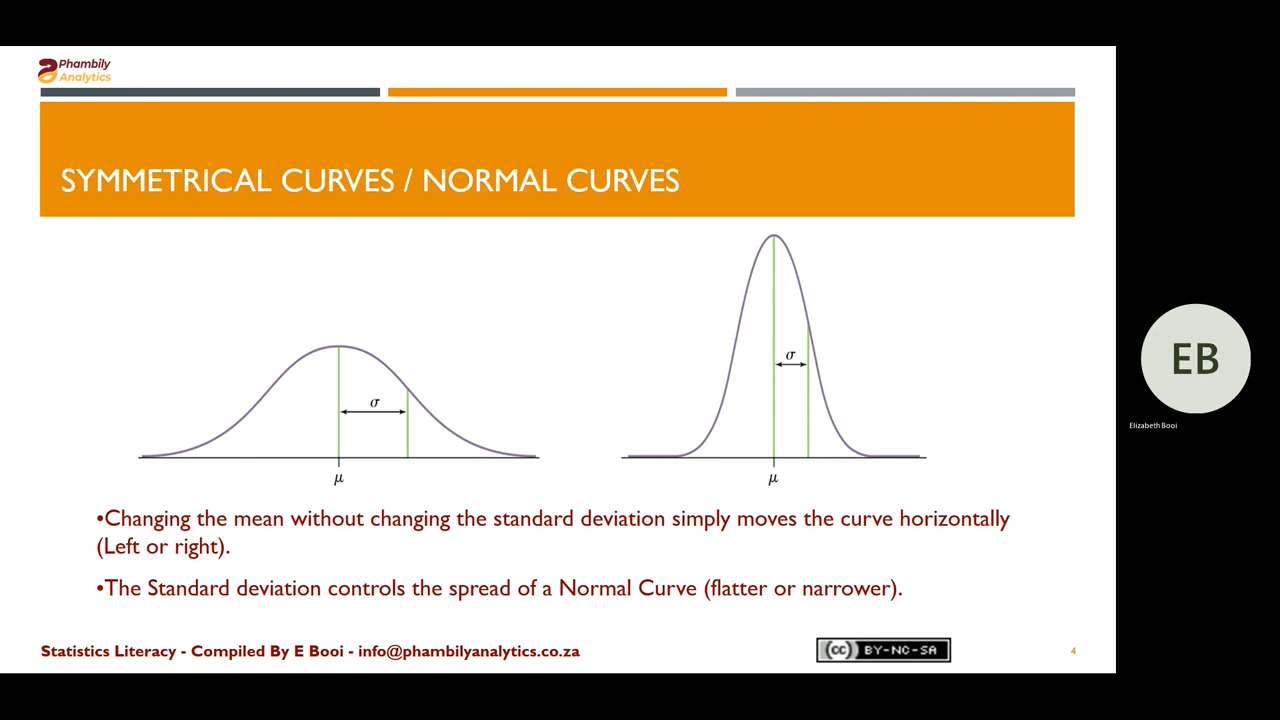 Phambily
Analytics
SYMMETRICAL CURVES / NORMAL CURVES
σ
μ
σ
μ
•Changing the mean without changing the standard deviation simply moves the curve horizontally
(Left or right).
•The Standard deviation controls the spread of a Normal Curve (flatter or narrower).
Statistics Literacy - Compiled By E Booi - info@phambilyanalytics.co.za
cc BY-NC-SA
4
EB
Elizabeth Booi